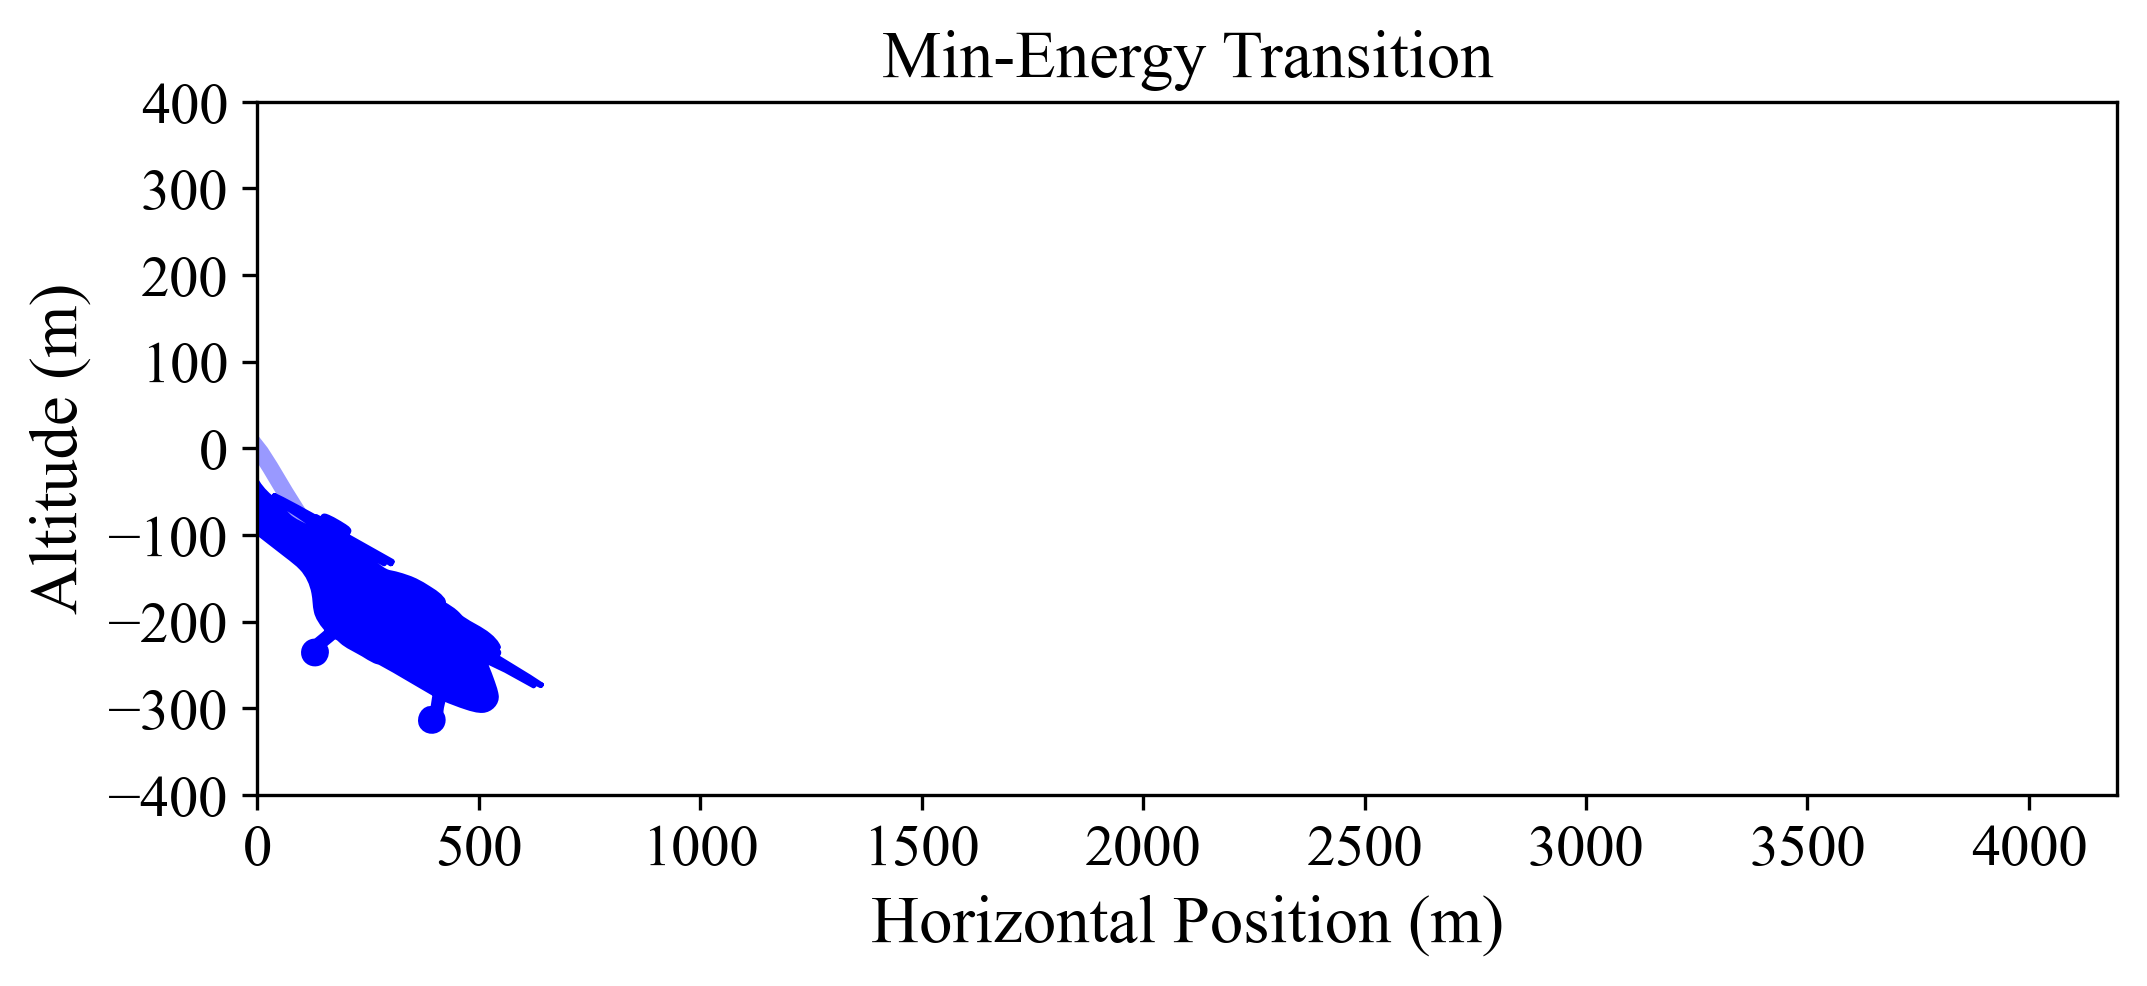 Min-Energy Transition
400
300
200
100
0
−100
−200
−300
−400
Altitude (m)
0 500 1000 1500 2000 2500 3000 3500 4000
Horizontal Position (m)